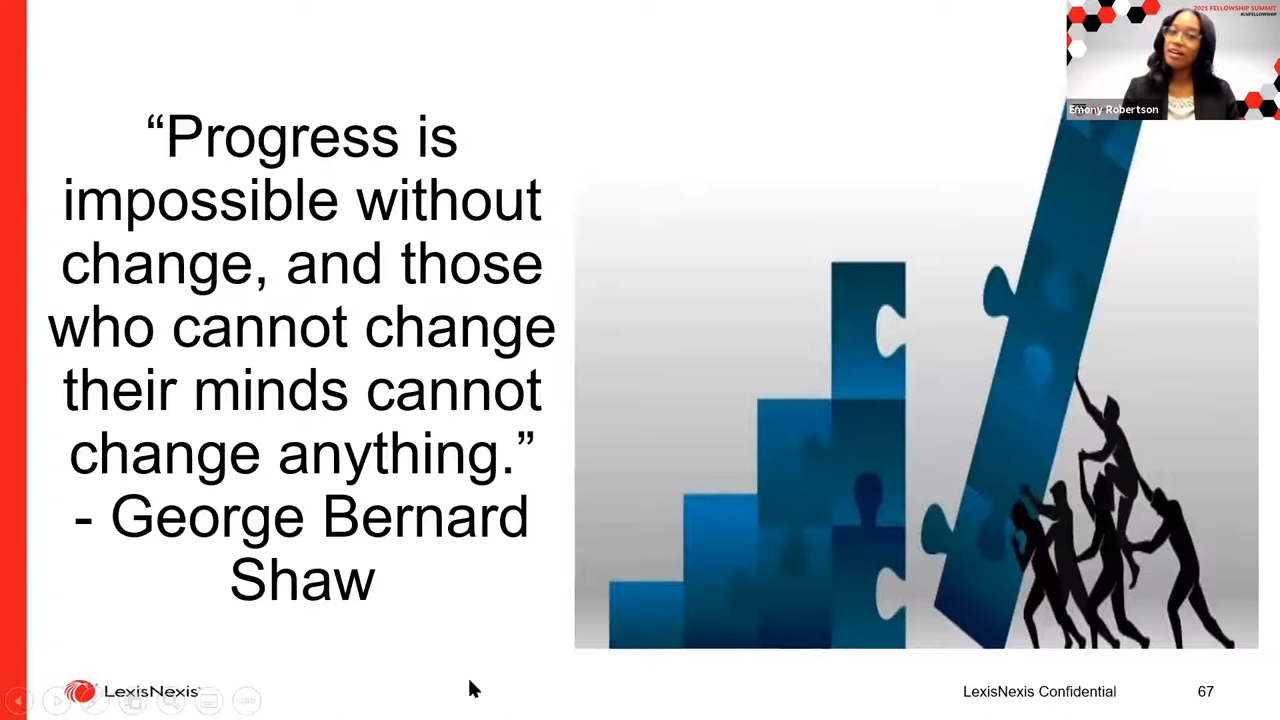 2021 FELLOWSHIP SUMMIT
#LNFELLOWSHIP
Emony Robertson
“Progress is
impossible without
change, and those
who cannot change
their minds cannot
change anything.”
- George Bernard
Shaw
LexisNexis
LexisNexis Confidential
67